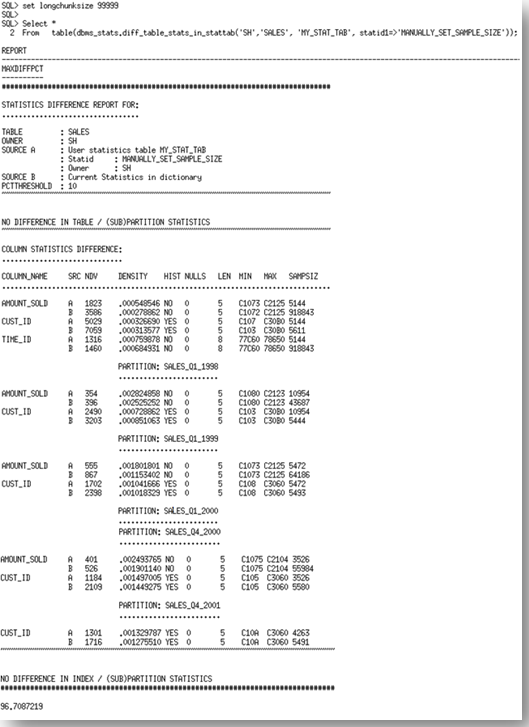 SQL> set longchunksize 99999
SQL>
SQL> Select *
2 From table(dbms_stats.diff_table_stats_in_stattab('SH','SALES', 'MY_STAT_TAB', statid1=>'MANUALLY_SET_SAMPLE_SIZE'));
REPORT
--------------------------------------------------------------------------------
MAXDIFFPCT
----------
################################################################################
STATISTICS DIFFERENCE REPORT FOR:
.................................
TABLE : SALES
OWNER : SH
SOURCE A : User statistics table MY_STAT_TAB
: Statid : MANUALLY_SET_SAMPLE_SIZE
: Owner : SH
SOURCE B : Current Statistics in dictionary
PCTTHRESHOLD : 10
~~~~~~~~~~~~~~~~~~~~~~~~~~~~~~~~~~~~~~~~~~~~~~~~~~~~~~~~~~~~~~~~~~~~~~~~~~~~~~~~
NO DIFFERENCE IN TABLE / (SUB)PARTITION STATISTICS
~~~~~~~~~~~~~~~~~~~~~~~~~~~~~~~~~~~~~~~~~~~~~~~~~~~~~~~~~~~~~~~~~~~~~~~~~~~~~~~~
COLUMN STATISTICS DIFFERENCE:
.............................
COLUMN_NAME SRC NDV DENSITY HIST NULLS LEN MIN MAX SAMPSIZ
................................................................................
AMOUNT_SOLD A 1823 .000548546 NO 0 5 C1073 C2125 5144
B 3586 .000278862 NO 0 5 C1072 C2125 918843
CUST_ID A 5029 .000326690 YES 0 5 C107 C30B0 5144
B 7059 .000313577 YES 0 5 C103 C30B0 5611
TIME_ID A 1316 .000759878 NO 0 8 77C60 78650 5144
B 1460 .000684931 NO 0 8 77C60 78650 918843
PARTITION: SALES_Q1_1998
........................
AMOUNT_SOLD A 354 .002824858 NO 0 5 C1080 C2123 10954
B 396 .002525252 NO 0 5 C1080 C2123 43687
CUST_ID A 2490 .000728862 YES 0 5 C103 C30B0 10954
B 3203 .000851063 YES 0 5 C103 C30B0 5444
PARTITION: SALES_Q1_1999
........................
AMOUNT_SOLD A 555 .001801801 NO 0 5 C1073 C2125 5472
B 867 .001153402 NO 0 5 C1073 C2125 64186
CUST_ID A 1702 .001041666 YES 0 5 C108 C3060 5472
B 2398 .001018329 YES 0 5 C108 C3060 5493
PARTITION: SALES_Q1_2000
........................
PARTITION: SALES_Q4_2000
........................
AMOUNT_SOLD A 401 .002493765 NO 0 5 C1075 C2104 3526
B 526 .001901140 NO 0 5 C1075 C2104 55984
CUST_ID A 1184 .001497005 YES 0 5 C105 C3060 3526
B 2109 .001449275 YES 0 5 C105 C3060 5580
PARTITION: SALES_Q4_2001
........................
CUST_ID A 1301 .001329787 YES 0 5 C10A C3060 4263
B 1716 .001275510 YES 0 5 C10A C3060 5491
~~~~~~~~~~~~~~~~~~~~~~~~~~~~~~~~~~~~~~~~~~~~~~~~~~~~~~~~~~~~~~~~~~~~~~~~~~~~~~~~
NO DIFFERENCE IN INDEX / (SUB)PARTITION STATISTICS
################################################################################
96.7087219